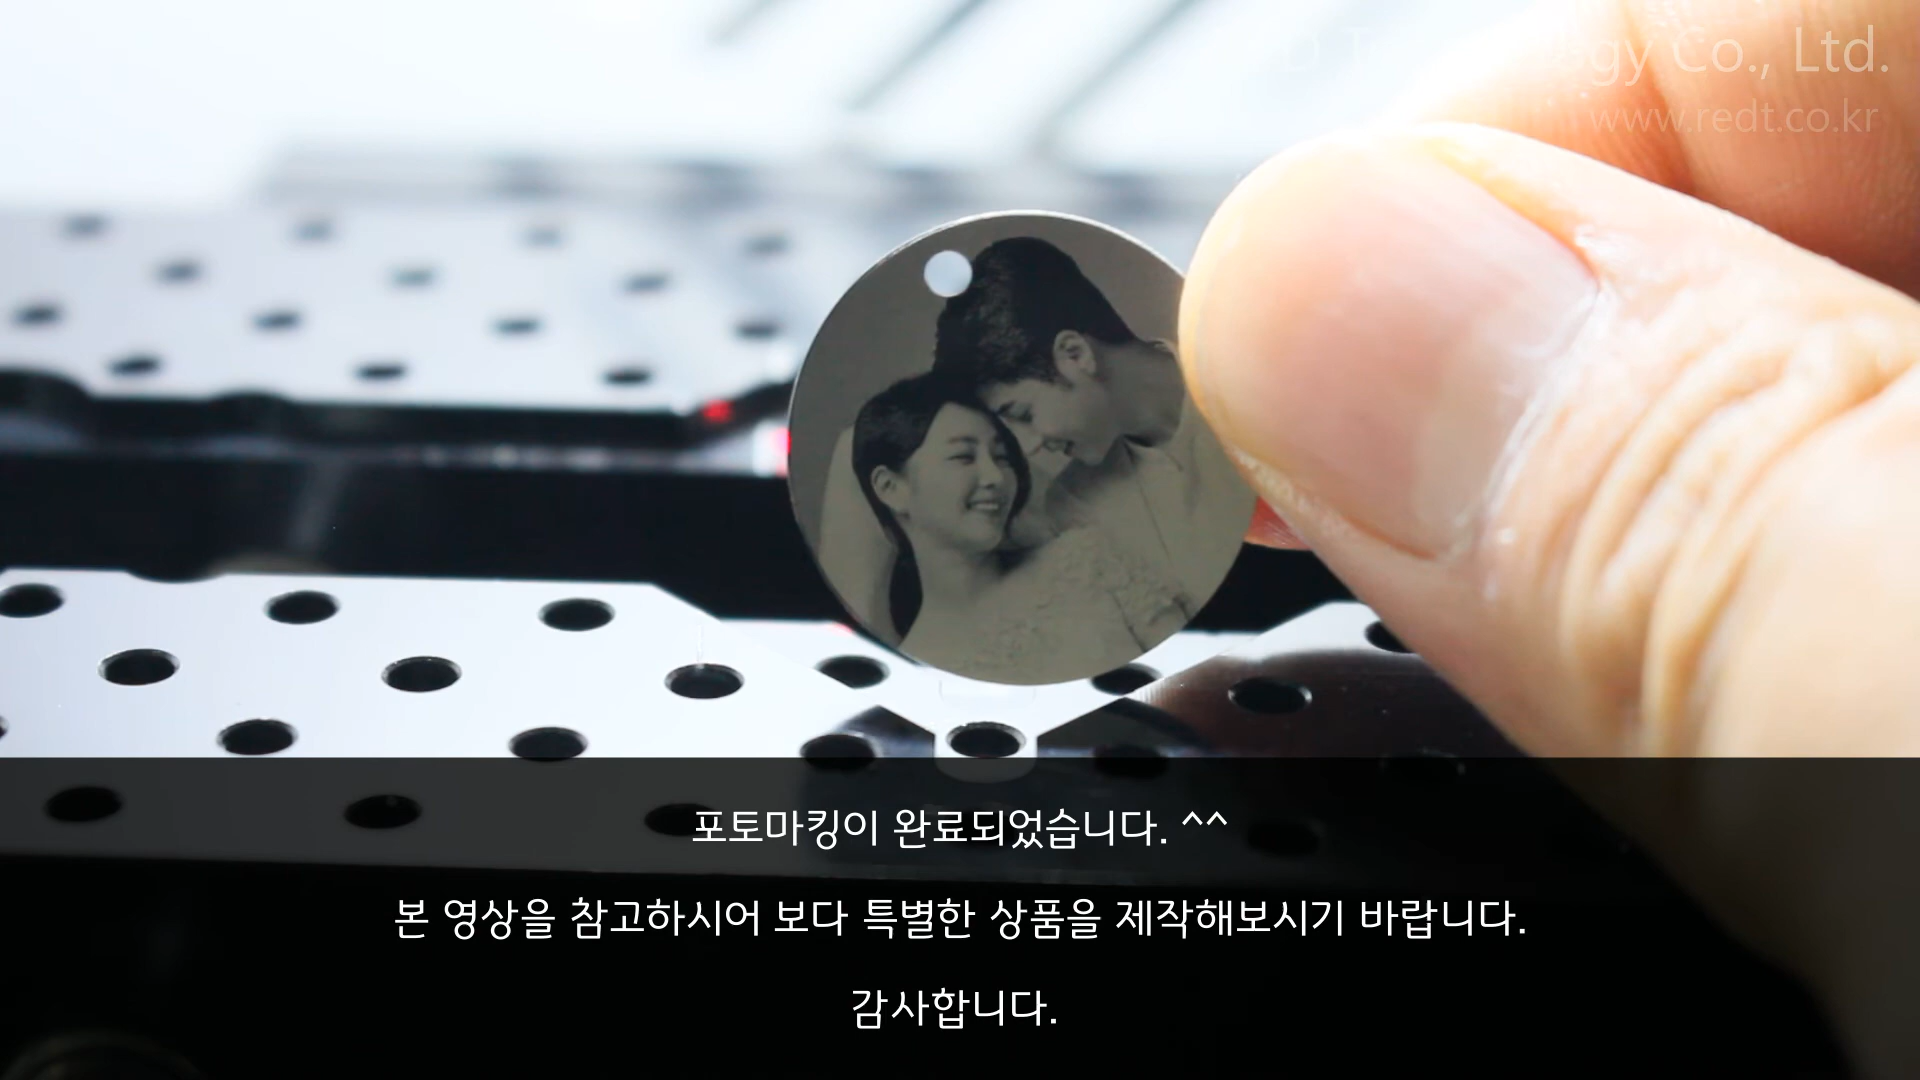 Co., Ltd.
www.redt.co.kr
포토마킹이 완료되었습니다. ^^
본 영상을 참고하시어 보다 특별한 상품을 제작해보시기 바랍니다.
감사합니다.